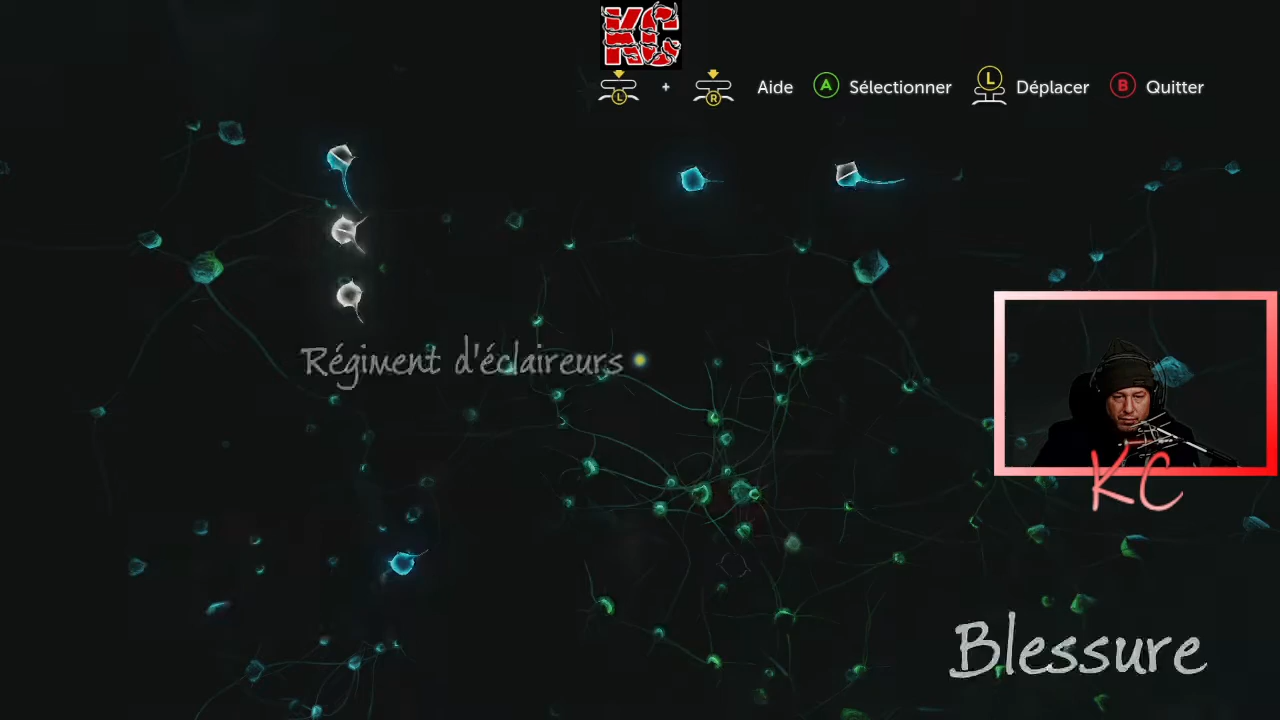 KC
L + R Aide A Sélectionner L Déplacer B Quitter
Régiment d'éclaireurs
KC
Blessure